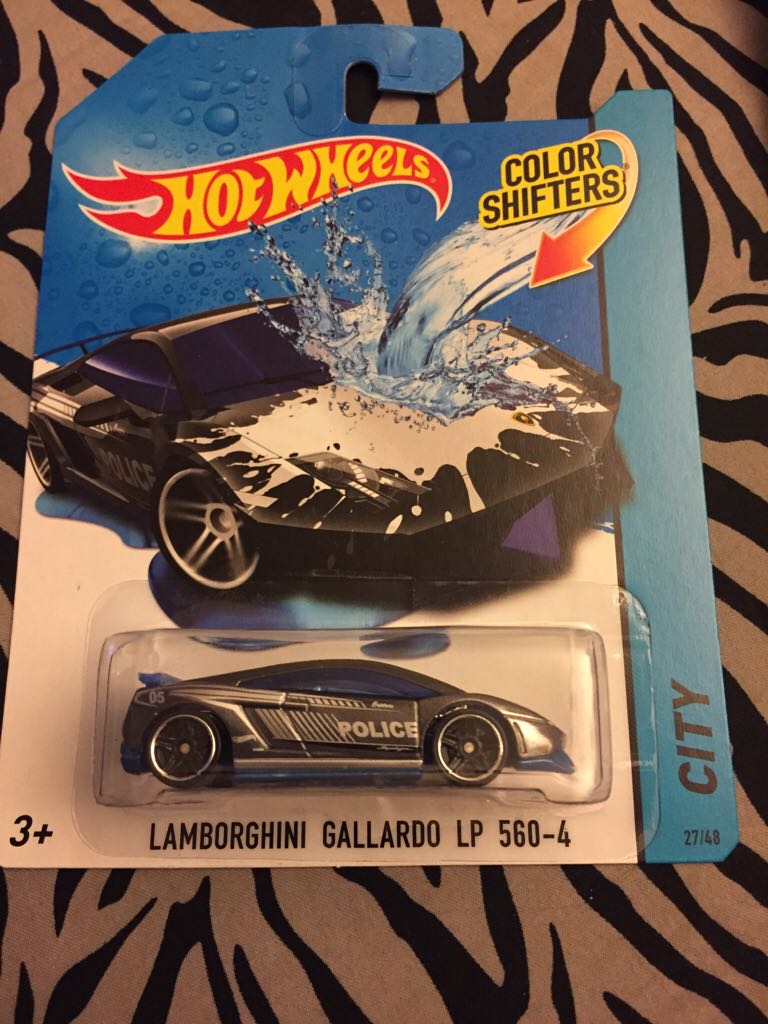 HOT WHEELS
COLOR
SHIFTERS
POLICE
05
POLICE
3+
LAMBORGHINI GALLARDO LP 560-4
CITY
27/48